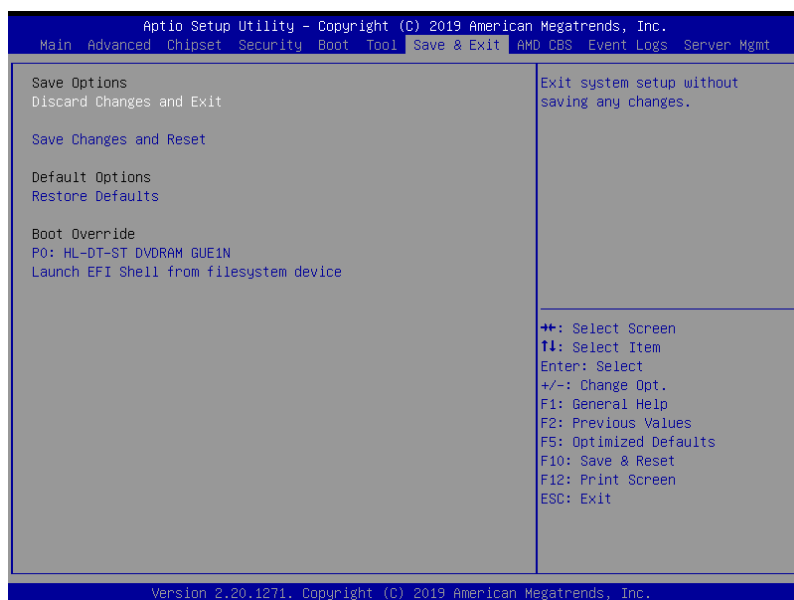 Aptio Setup Utility – Copyright (C) 2019 American Megatrends, Inc.
Main Advanced Chipset Security Boot Tool Save & Exit AMD CBS Event Logs Server Mgmt
Save Options
Discard Changes and Exit
Save Changes and Reset
Default Options
Restore Defaults
Boot Override
P0: HL-DT-ST DVDRAM GUE1N
Launch EFI Shell from filesystem device
Exit system setup without
saving any changes.
→←: Select Screen
↑↓: Select Item
Enter: Select
+/-: Change Opt.
F1: General Help
F2: Previous Values
F5: Optimized Defaults
F10: Save & Reset
F12: Print Screen
ESC: Exit
Version 2.20.1271. Copyright (C) 2019 American Megatrends, Inc.